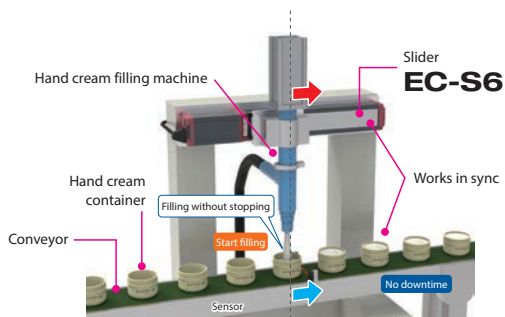 Slider
EC-S6
Hand cream filling machine
Works in sync
Hand cream
container
Filling without stopping
Start filling
Conveyor
No downtime
Sensor